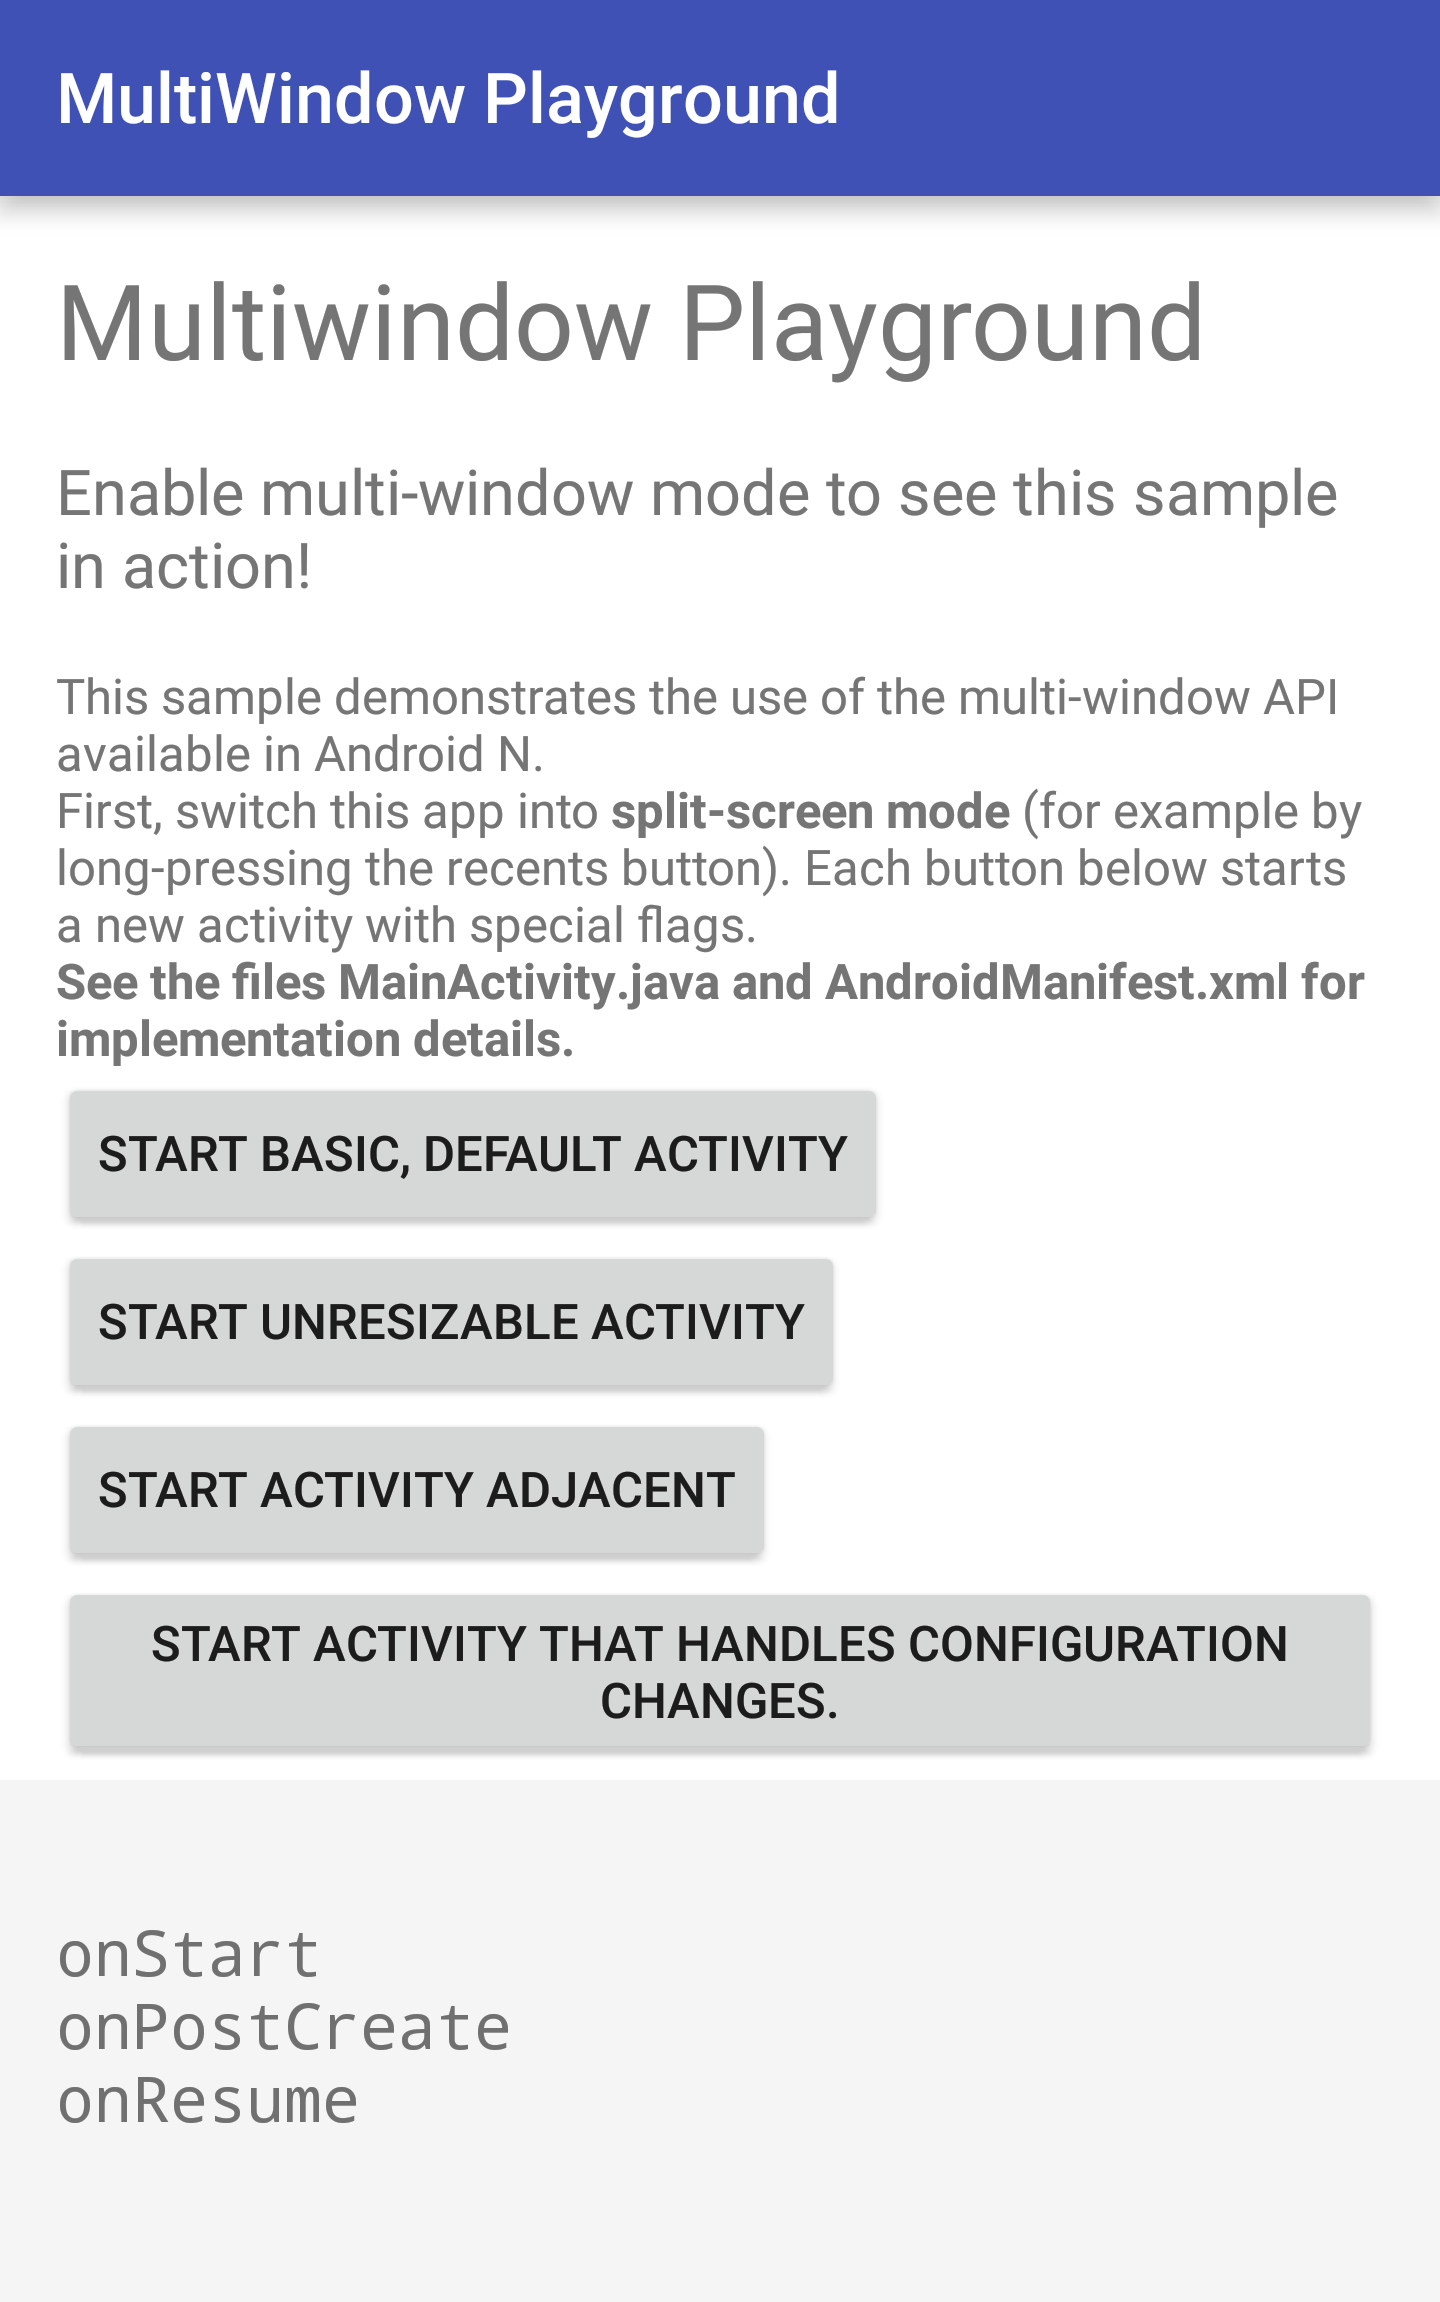 MultiWindow Playground
Multiwindow Playground
Enable multi-window mode to see this sample
in action!
This sample demonstrates the use of the multi-window API
available in Android N.
First, switch this app into split-screen mode (for example by
long-pressing the recents button). Each button below starts
a new activity with special flags.
See the files MainActivity.java and AndroidManifest.xml for
implementation details.
START BASIC, DEFAULT ACTIVITY
START UNRESIZABLE ACTIVITY
START ACTIVITY ADJACENT
START ACTIVITY THAT HANDLES CONFIGURATION
CHANGES.
onStart
onPostCreate
onResume